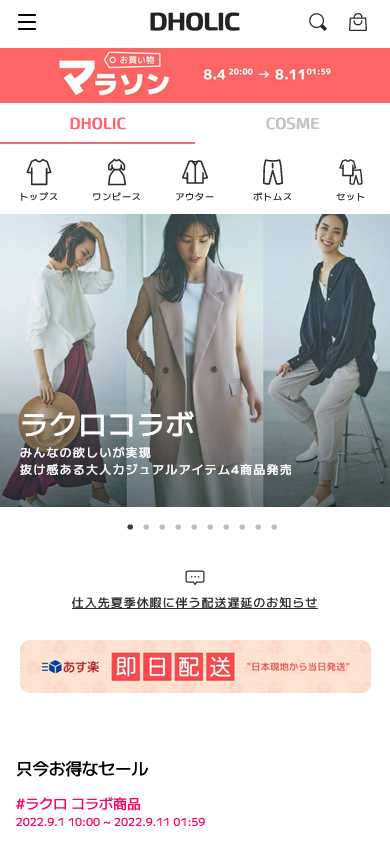 DHOLIC
お買い物
マラソン
8.4 20:00 → 8.11 01:59
DHOLIC COSME
トップス ワンピース アウター ボトムス セット
ラクロコラボ
みんなの欲しいが実現
抜け感ある大人カジュアルアイテム4商品発売
仕入先夏季休暇に伴う配送遅延のお知らせ
あす楽 即日配送 "日本現地から当日発送"
只今お得なセール
#ラクロ コラボ商品
2022.9.1 10:00 ~ 2022.9.11 01:59